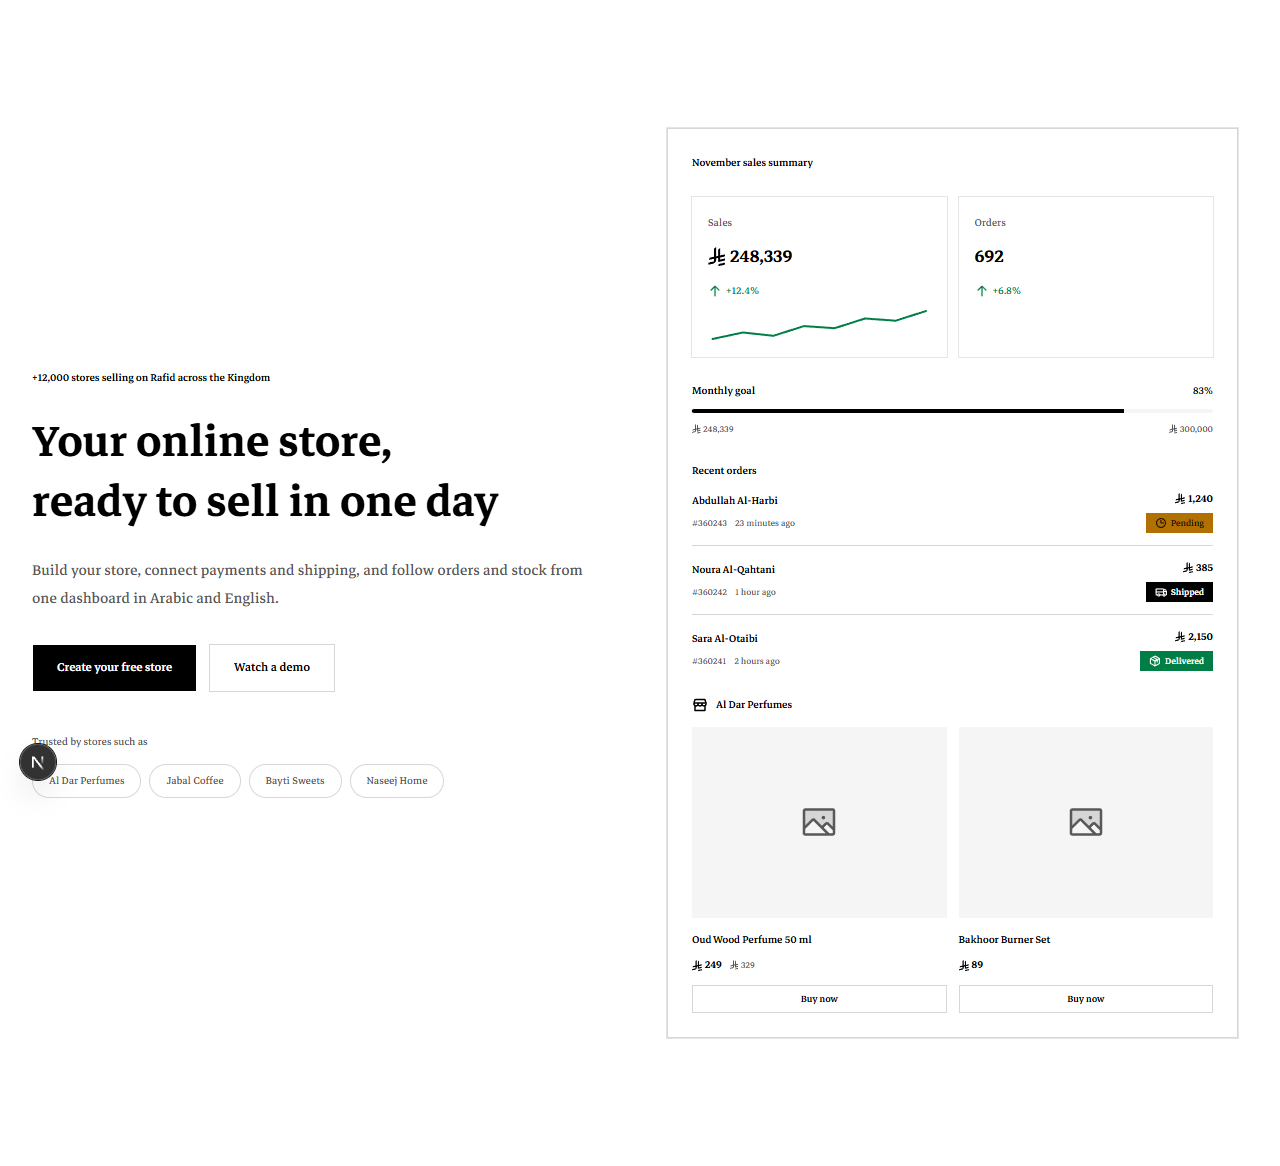 +12,000 stores selling on Rafid across the Kingdom
Your online store,
ready to sell in one day
Build your store, connect payments and shipping, and follow orders and stock from
one dashboard in Arabic and English.
Create your free store
Watch a demo
Trusted by stores such as
N
Al Dar Perfumes
Jabal Coffee
Bayti Sweets
Naseej Home
November sales summary
Sales
⃁ 248,339
+12.4%
Orders
692
+6.8%
Monthly goal
83%
⃁ 248,339
⃁ 300,000
Recent orders
Abdullah Al-Harbi
⃁ 1,240
#360243 23 minutes ago
Pending
Noura Al-Qahtani
⃁ 385
#360242 1 hour ago
Shipped
Sara Al-Otaibi
⃁ 2,150
#360241 2 hours ago
Delivered
Al Dar Perfumes
Oud Wood Perfume 50 ml
⃁ 249 ⃁ 329
Buy now
Bakhoor Burner Set
⃁ 89
Buy now